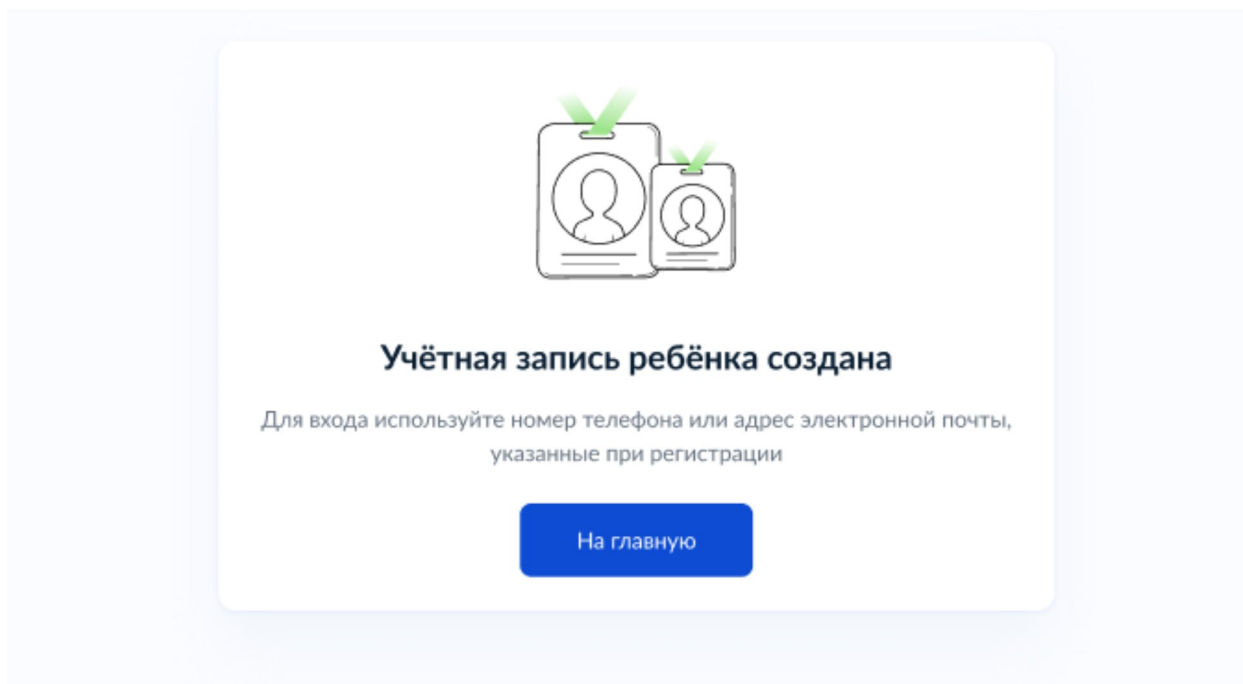 Учётная запись ребёнка создана
Для входа используйте номер телефона или адрес электронной почты,
указанные при регистрации
На главную